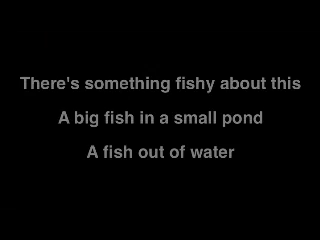 There's something fishy about this
A big fish in a small pond
A fish out of water